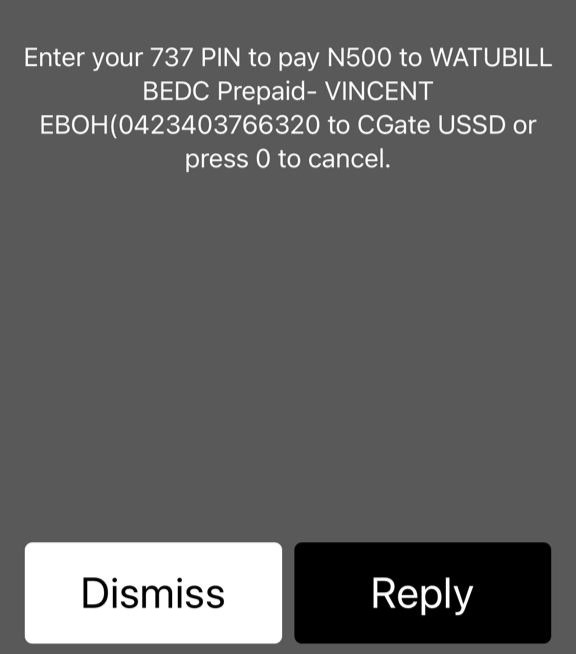 Enter your 737 PIN to pay N500 to WATUBILL
BEDC Prepaid- VINCENT
EBOH(0423403766320 to CGate USSD or
press 0 to cancel.
Dismiss
Reply